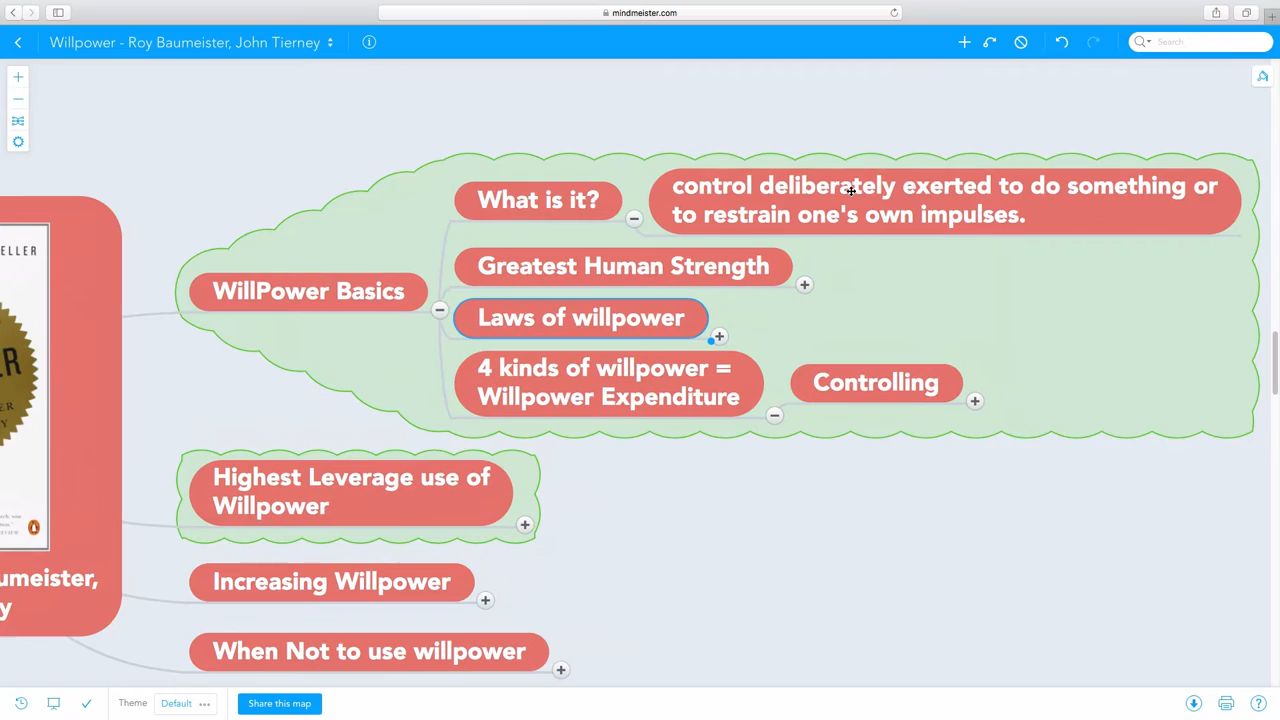 mindmeister.com
Willpower - Roy Baumeister, John Tierney
Search
What is it?
control deliberately exerted to do something or
to restrain one's own impulses.
Greatest Human Strength
WillPower Basics
Laws of willpower
4 kinds of willpower =
Willpower Expenditure
Controlling
Highest Leverage use of
Willpower
Increasing Willpower
When Not to use willpower
ELLER
ER
umeister,
y
Theme
Default
Share this map